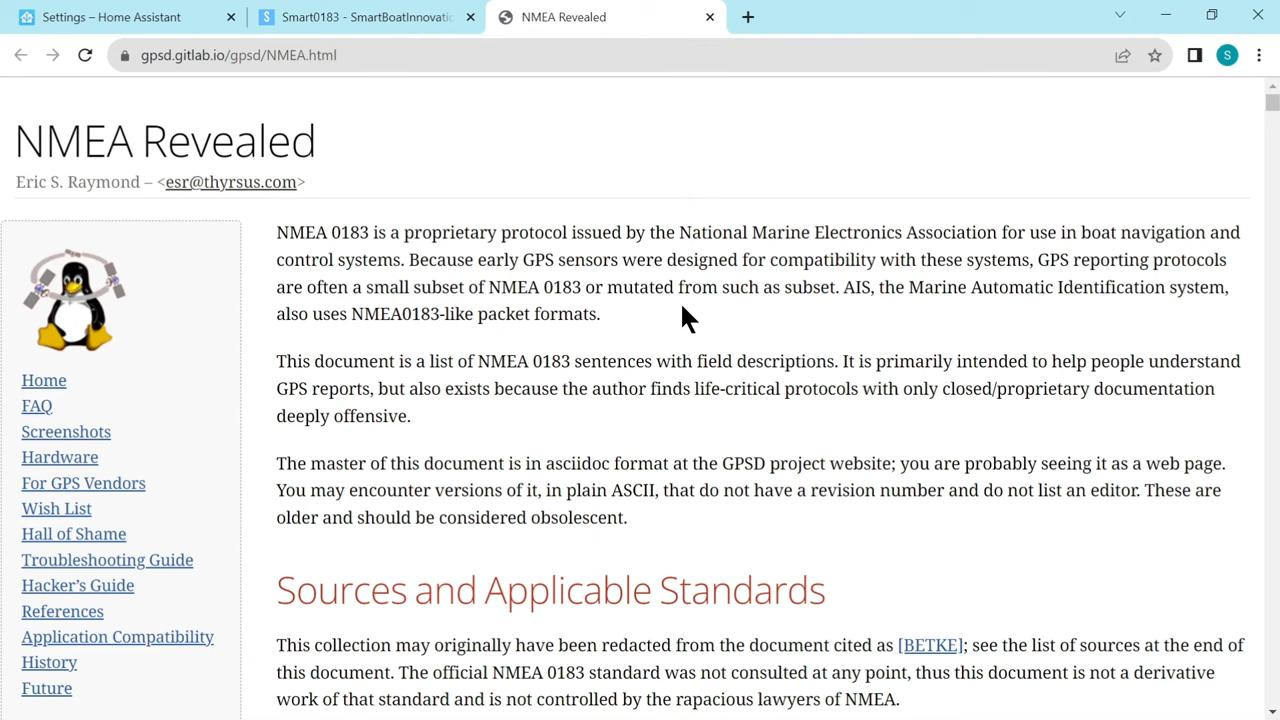 Settings – Home Assistant
Smart0183 - SmartBoatInnovatio
NMEA Revealed
gpsd.gitlab.io/gpsd/NMEA.html
S
NMEA Revealed
Eric S. Raymond – <esr@thyrsus.com>
Home
FAQ
Screenshots
Hardware
For GPS Vendors
Wish List
Hall of Shame
Troubleshooting Guide
Hacker’s Guide
References
Application Compatibility
History
Future
NMEA 0183 is a proprietary protocol issued by the National Marine Electronics Association for use in boat navigation and
control systems. Because early GPS sensors were designed for compatibility with these systems, GPS reporting protocols
are often a small subset of NMEA 0183 or mutated from such as subset. AIS, the Marine Automatic Identification system,
also uses NMEA0183-like packet formats.
This document is a list of NMEA 0183 sentences with field descriptions. It is primarily intended to help people understand
GPS reports, but also exists because the author finds life-critical protocols with only closed/proprietary documentation
deeply offensive.
The master of this document is in asciidoc format at the GPSD project website; you are probably seeing it as a web page.
You may encounter versions of it, in plain ASCII, that do not have a revision number and do not list an editor. These are
older and should be considered obsolescent.
Sources and Applicable Standards
This collection may originally have been redacted from the document cited as [BETKE]; see the list of sources at the end of
this document. The official NMEA 0183 standard was not consulted at any point, thus this document is not a derivative
work of that standard and is not controlled by the rapacious lawyers of NMEA.